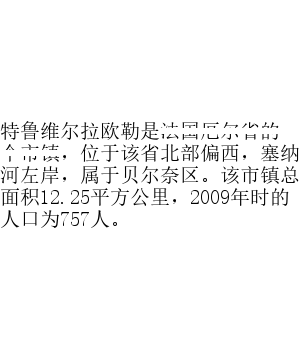 特鲁维尔拉欧勒是法国厄尔省的
个市镇，位于该省北部偏西，塞纳
河左岸，属于贝尔奈区。该市镇总
面积12.25平方公里，2009年时的
人口为757人。